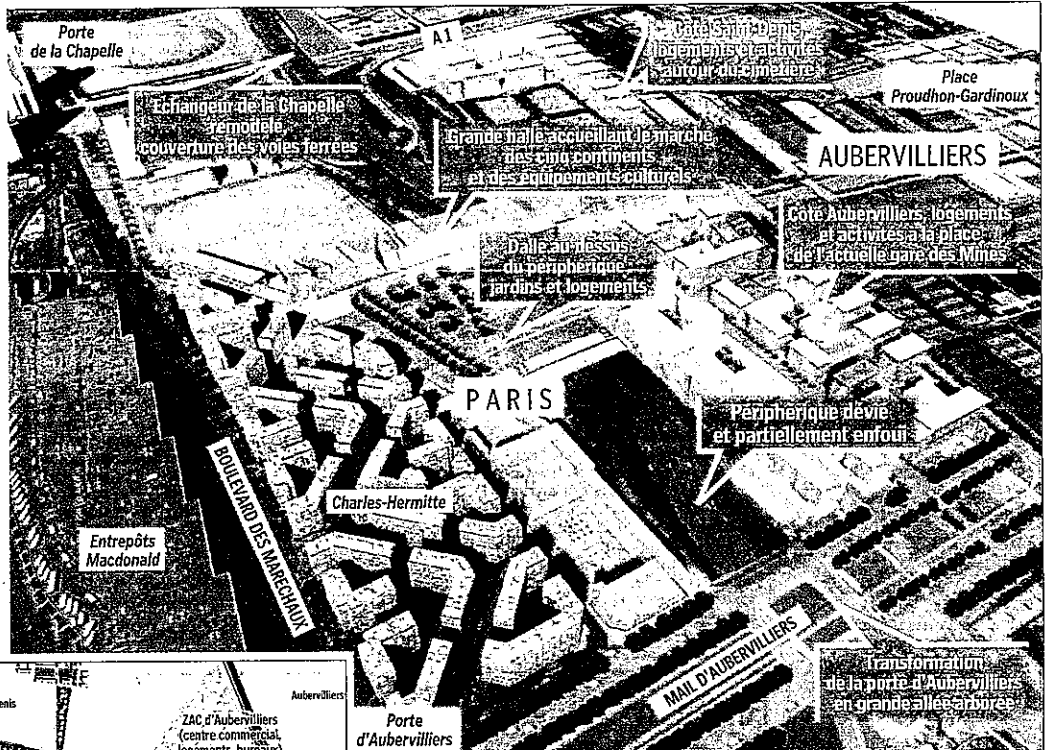 Porte
de la Chapelle
A1
Côté Saint-Denis,
logements et activités
autour du cimetière
Place
Proudhon-Gardinoux
Echangeur de la Chapelle
remodelé,
couverture des voies ferrées
Grande halle accueillant le marché
des cinq continents
et des équipements culturels
AUBERVILLIERS
Côté Aubervilliers, logements
et activités à la place
de l'actuelle gare des Mines
Dalle au-dessus
du périphérique
jardins et logements
PARIS
Périphérique dévié
et partiellement enfoui
BOULEVARD DES MARECHAUX
Charles-Hermitte
Entrepôts
Macdonald
MAIL D'AUBERVILLIERS
Transformation
de la porte d'Aubervilliers
en grande allée arborée
Porte
d'Aubervilliers
enis
Aubervilliers
ZAC d'Aubervilliers
(centre commercial,
logements, bureaux)